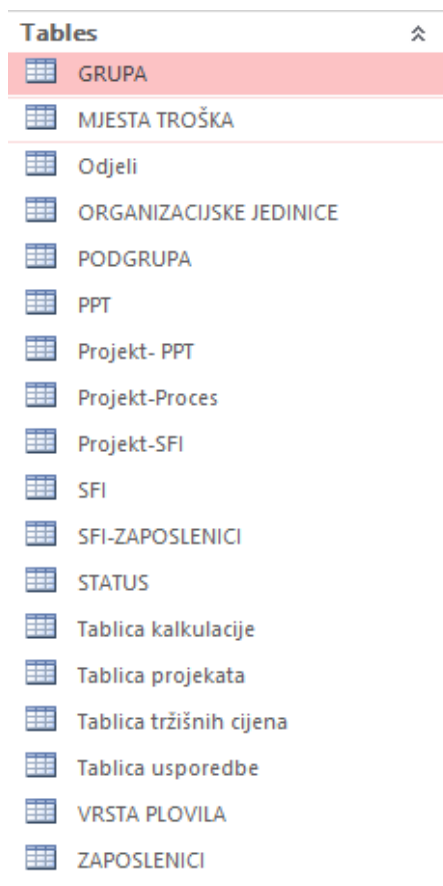 Tables
GRUPA
MJESTA TROŠKA
Odjeli
ORGANIZACIJSKE JEDINICE
PODGRUPA
PPT
Projekt- PPT
Projekt-Proces
Projekt-SFI
SFI
SFI-ZAPOSLENICI
STATUS
Tablica kalkulacije
Tablica projekata
Tablica tržišnih cijena
Tablica usporedbe
VRSTA PLOVILA
ZAPOSLENICI